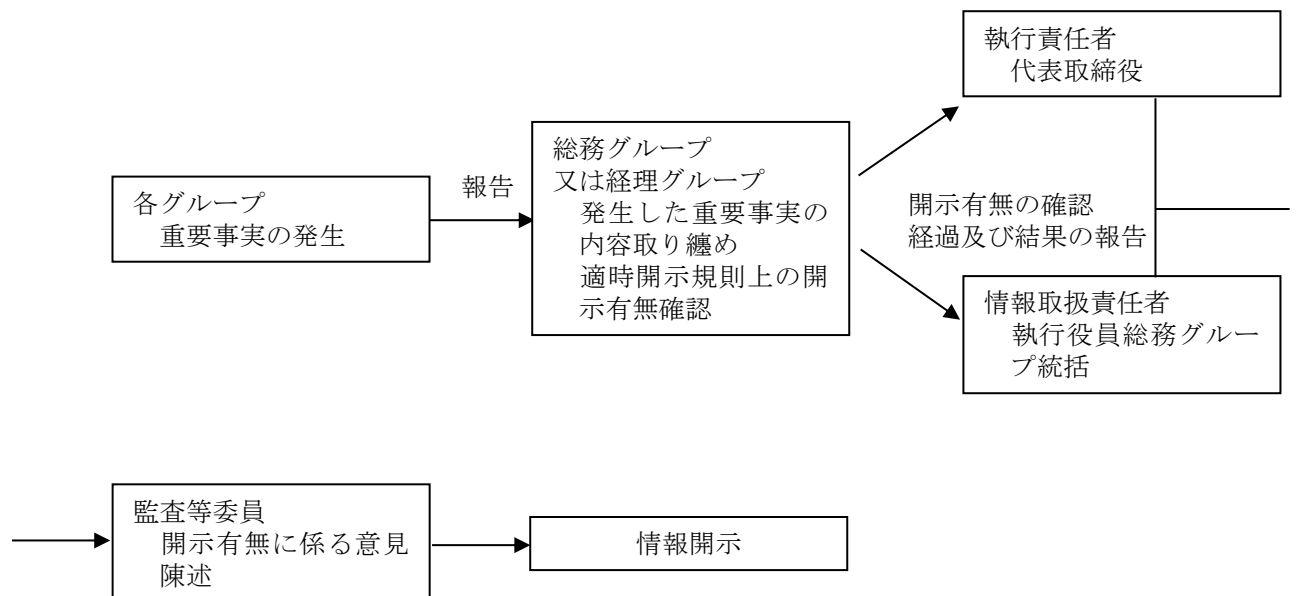 各グループ
重要事実の発生
報告
総務グループ
又は経理グループ
発生した重要事実の
内容取り纏め
適時開示規則上の開
示有無確認
執行責任者
代表取締役
開示有無の確認
経過及び結果の報告
情報取扱責任者
執行役員総務グルー
プ統括
監査等委員
開示有無に係る意見
陳述
情報開示